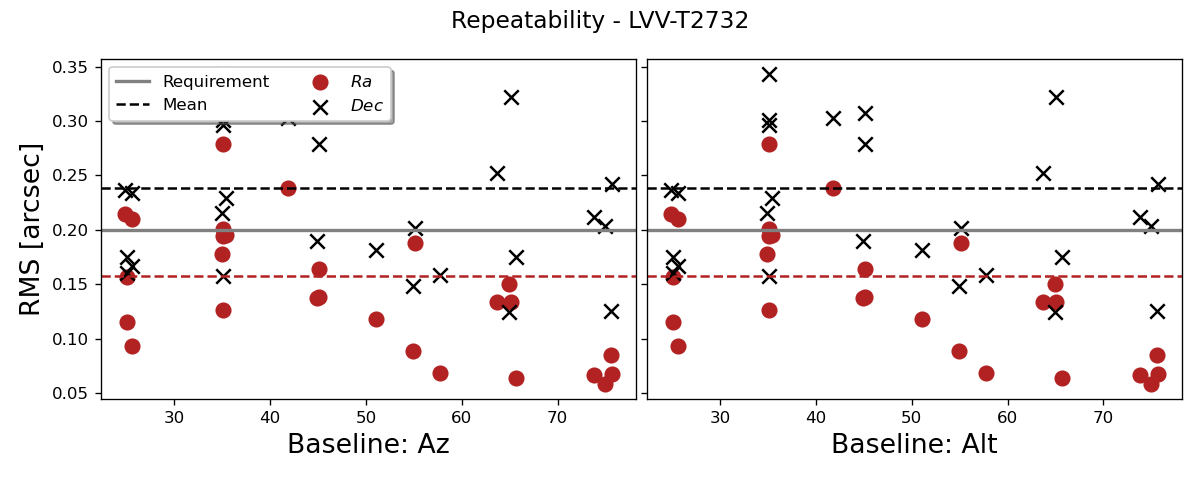 Repeatability - LVV-T2732
RMS [arcsec]
0.35
0.30
0.25
0.20
0.15
0.10
0.05
Requirement
Mean
Ra
Dec
30
40
50
60
70
Baseline: Az
30
40
50
60
70
Baseline: Alt